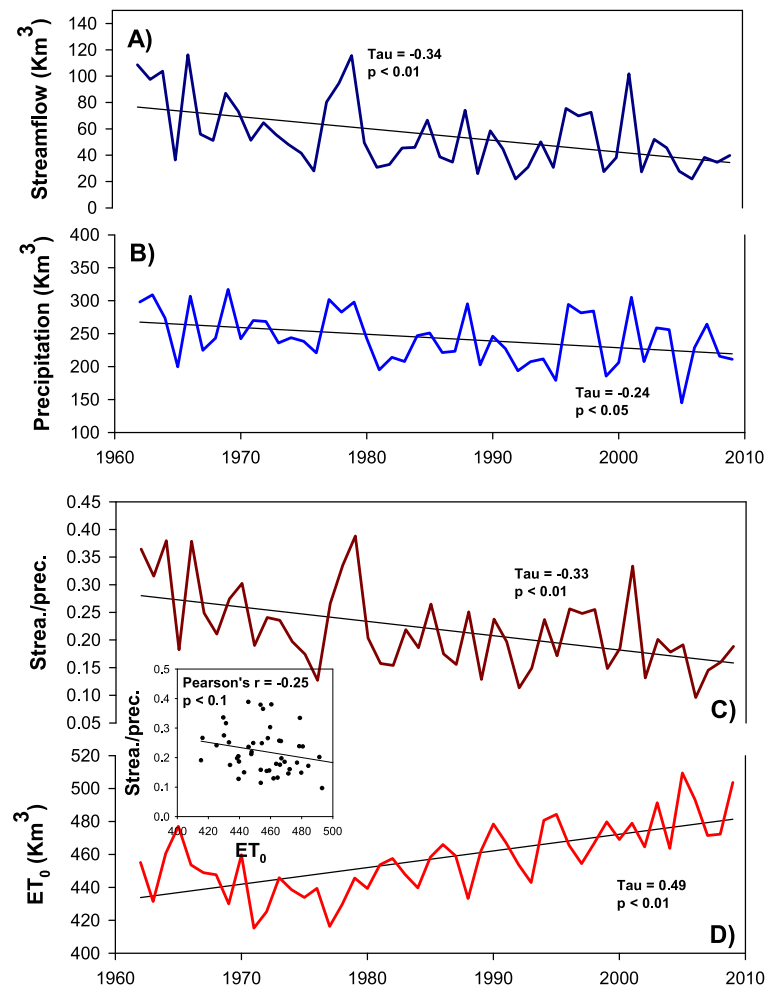 A)
Streamflow (Km3)
140
120
100
80
60
40
20
0
Tau = -0.34
p < 0.01
B)
Precipitation (Km3)
400
350
300
250
200
150
100
Tau = -0.24
p < 0.05
1960 1970 1980 1990 2000 2010
Strea./prec.
0.45
0.40
0.35
0.30
0.25
0.20
0.15
0.10
0.05
Tau = -0.33
p < 0.01
C)
Strea./prec.
0.5
0.4
0.3
0.2
0.1
0.0
Pearson's r = -0.25
p < 0.1
400 420 440 460 480 500
ET0
ET0 (Km3)
520
500
480
460
440
420
400
Tau = 0.49
p < 0.01
D)
1960 1970 1980 1990 2000 2010